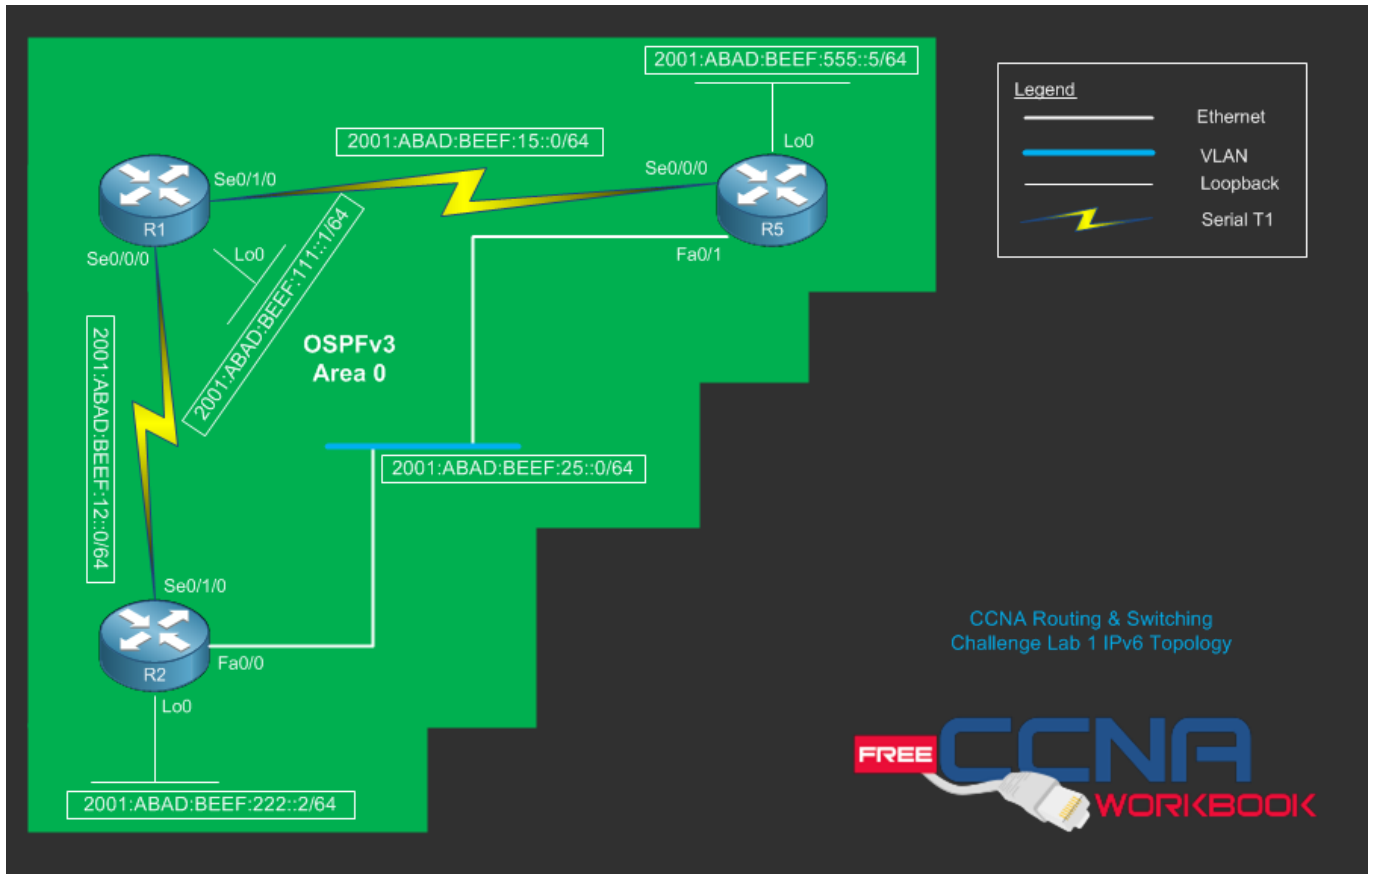 2001:ABAD:BEEF:555::5/64
Lo0
2001:ABAD:BEEF:15::0/64
Se0/1/0
Se0/0/0
R1
R5
Se0/0/0
Lo0
2001:ABAD:BEEF:111::1/64
Fa0/1
2001:ABAD:BEEF:12::0/64
OSPFv3
Area 0
2001:ABAD:BEEF:25::0/64
Se0/1/0
R2
Fa0/0
Lo0
2001:ABAD:BEEF:222::2/64
Legend
Ethernet
VLAN
Loopback
Serial T1
CCNA Routing & Switching
Challenge Lab 1 IPv6 Topology
FREE CCNA
WORKBOOK